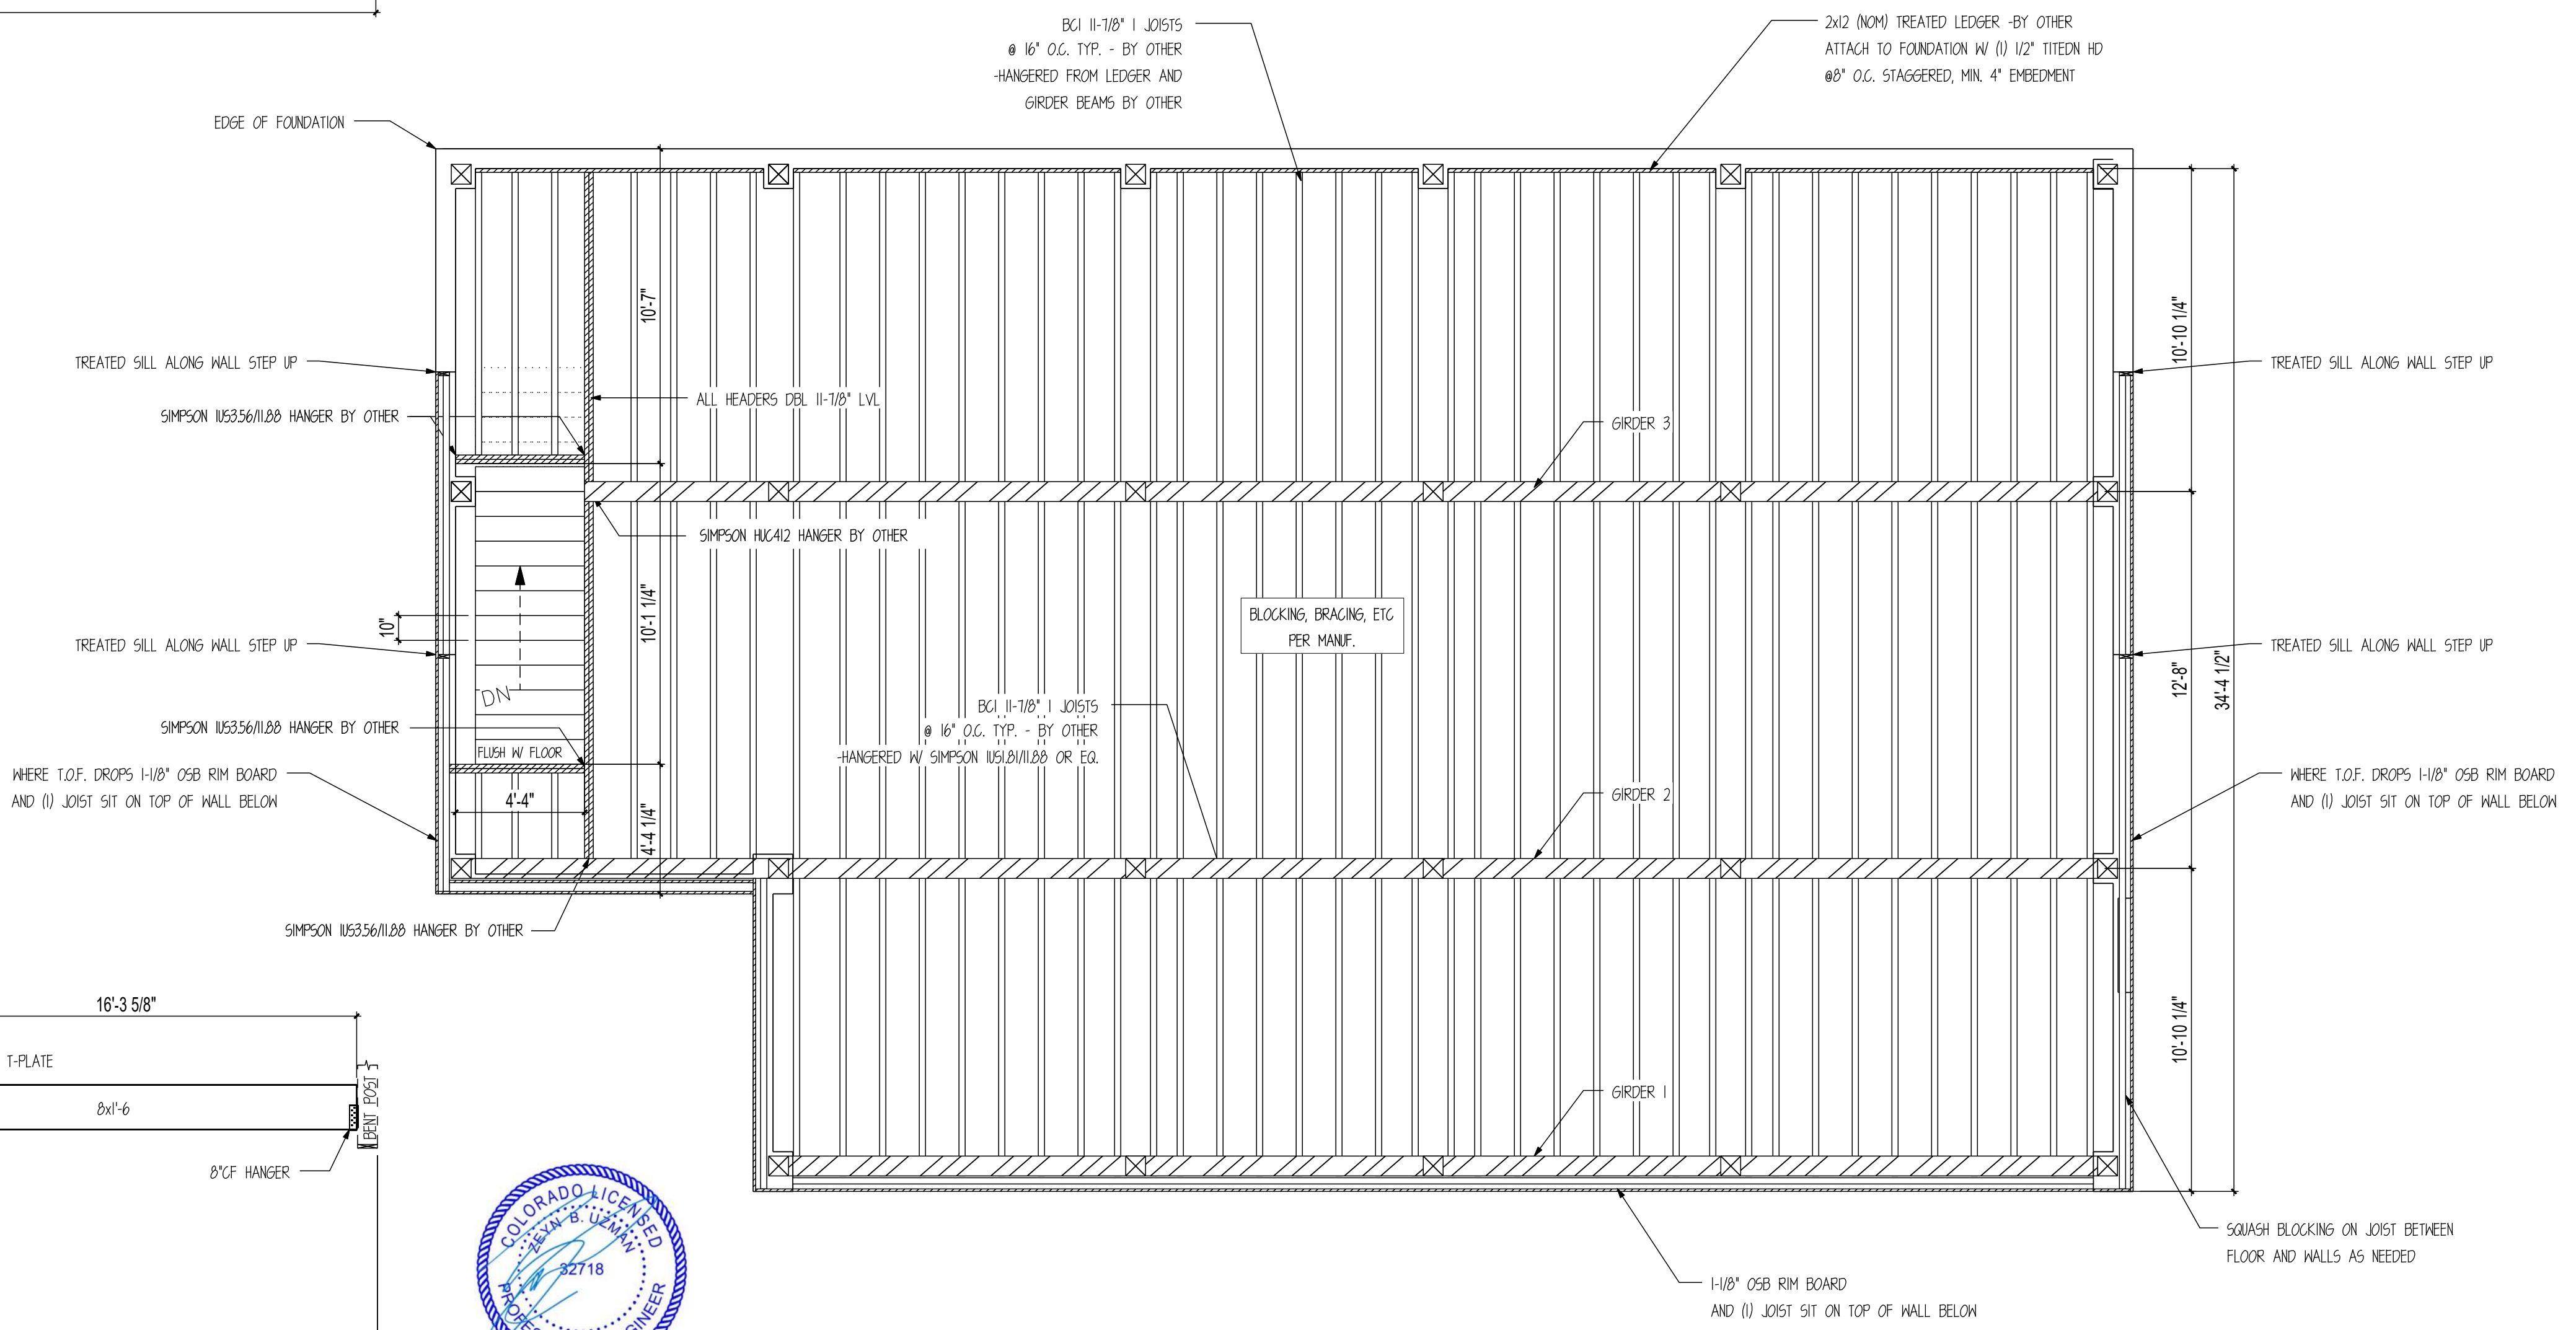 BCI 11-7/8" I JOISTS
@ 16" O.C. TYP. - BY OTHER
-HANGERED FROM LEDGER AND
GIRDER BEAMS BY OTHER
2x12 (NOM) TREATED LEDGER -BY OTHER
ATTACH TO FOUNDATION W/ (1) 1/2" TITEDN HD
@8" O.C. STAGGERED, MIN. 4" EMBEDMENT
EDGE OF FOUNDATION
10'-7"
10'-10 1/4"
TREATED SILL ALONG WALL STEP UP
TREATED SILL ALONG WALL STEP UP
ALL HEADERS DBL 11-7/8" LVL
SIMPSON IUS3.56/11.88 HANGER BY OTHER
GIRDER 3
SIMPSON HUC412 HANGER BY OTHER
10"
10'-1 1/4"
BLOCKING, BRACING, ETC
PER MANUF.
TREATED SILL ALONG WALL STEP UP
TREATED SILL ALONG WALL STEP UP
12'-8"
34'-4 1/2"
DN
BCI 11-7/8" I JOISTS
@ 16" O.C. TYP. - BY OTHER
-HANGERED W/ SIMPSON IUS1.81/11.88 OR EQ.
SIMPSON IUS3.56/11.88 HANGER BY OTHER
FLUSH W/ FLOOR
WHERE T.O.F. DROPS 1-1/8" OSB RIM BOARD
AND (1) JOIST SIT ON TOP OF WALL BELOW
4'-4"
4'-4 1/4"
GIRDER 2
WHERE T.O.F. DROPS 1-1/8" OSB RIM BOARD
AND (1) JOIST SIT ON TOP OF WALL BELOW
SIMPSON IUS3.56/11.88 HANGER BY OTHER
16'-3 5/8"
T-PLATE
8x1'-6
BENT POST
8"CF HANGER
10'-10 1/4"
GIRDER 1
COLORADO LICENSED
ZEYN B. UZMAN
32718
SQUASH BLOCKING ON JOIST BETWEEN
FLOOR AND WALLS AS NEEDED
1-1/8" OSB RIM BOARD
AND (1) JOIST SIT ON TOP OF WALL BELOW